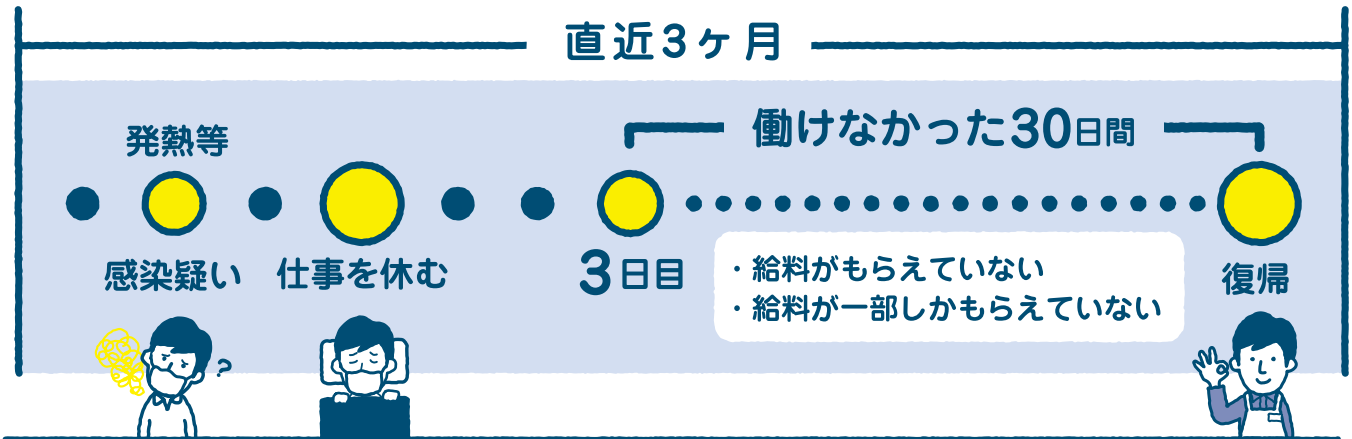 直近3ヶ月
働けなかった30日間
発熱等
感染疑い
仕事を休む
3日目
・給料がもらえていない
・給料が一部しかもらえていない
復帰
?